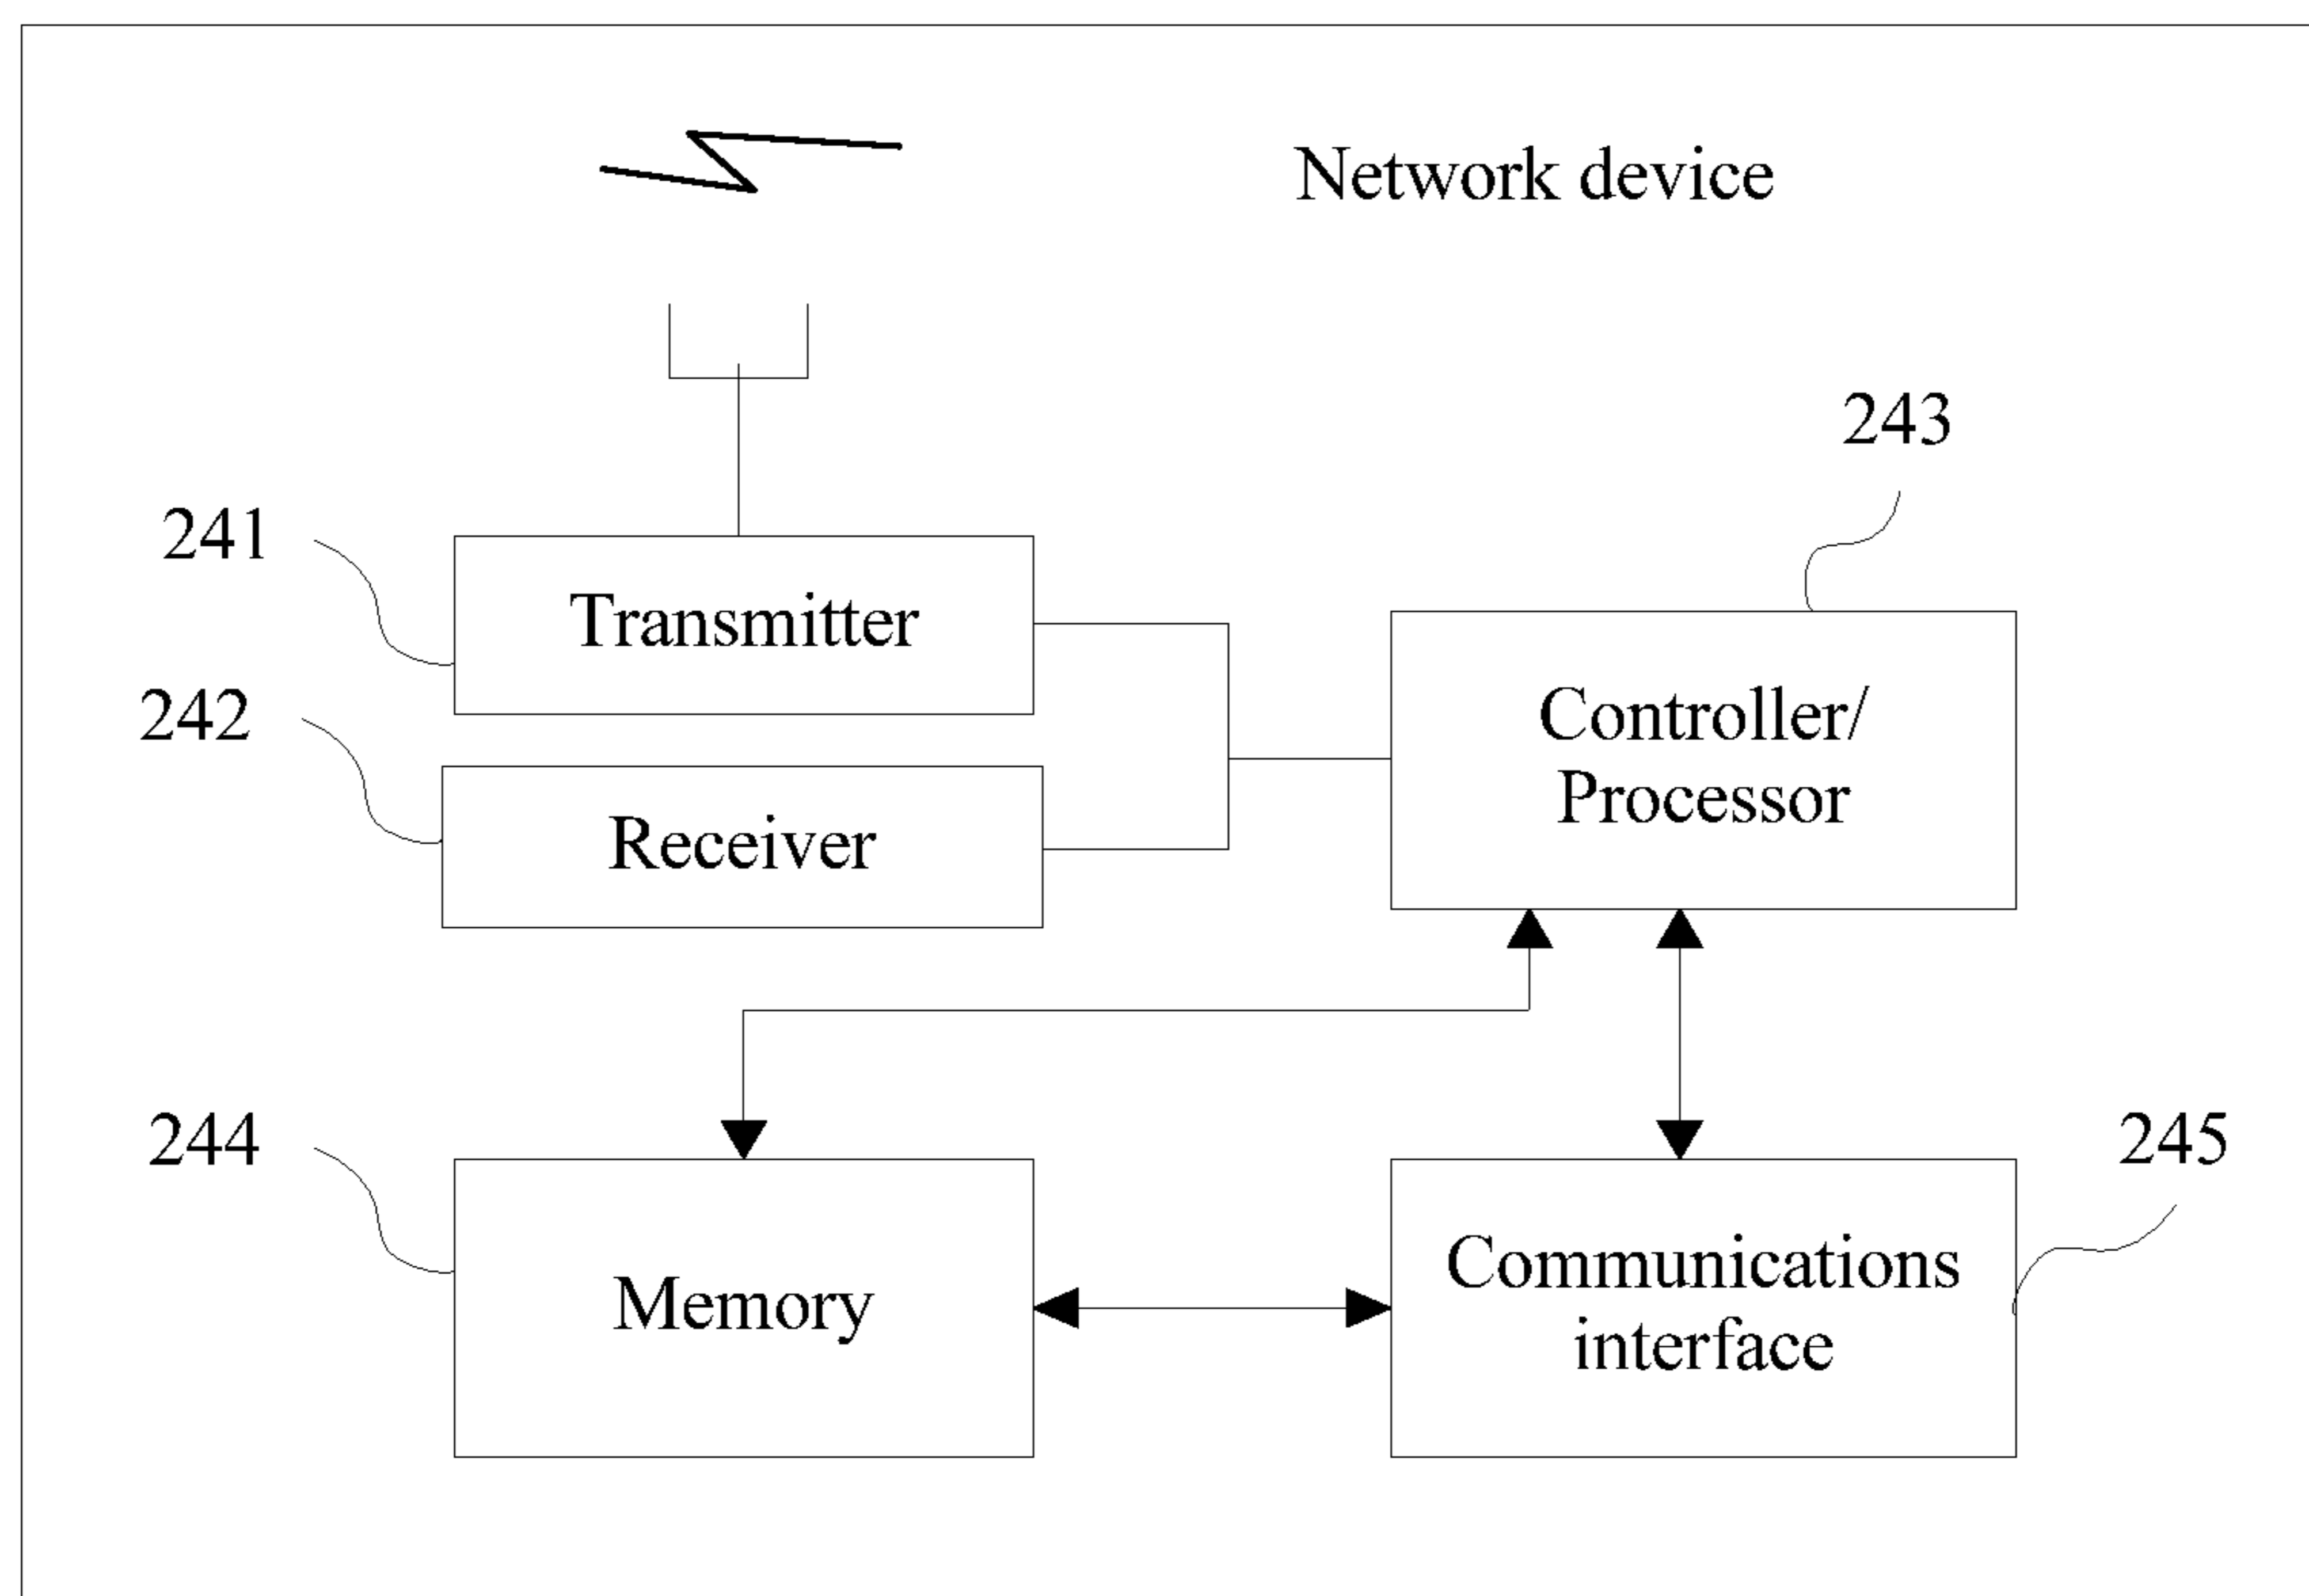 Network device
243
241
Transmitter
242
Controller/
Processor
Receiver
244
245
Memory
Communications
interface